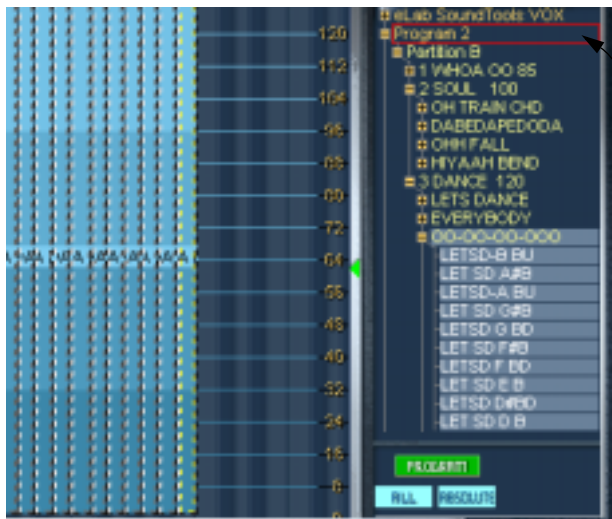 eLab SoundTools VOX
Program 2
Partition B
1 WHOA OO 85
2 SOUL 100
OH TRAIN CHD
DABEDAPEDODA
OHH FALL
HIYAAH BEND
3 DANCE 120
LETS DANCE
EVERYBODY
OO-OO-OO-OOO
LETSD-B BU
LET SD A#B
LETSD-A BU
LET SD G#B
LETSD G BD
LET SD F#B
LETSD F BD
LET SD E B
LETSD D#BD
LET SD D B
120
112
104
96
88
80
72
64
56
48
40
32
24
16
8
0
ALL
ABSOLUTE